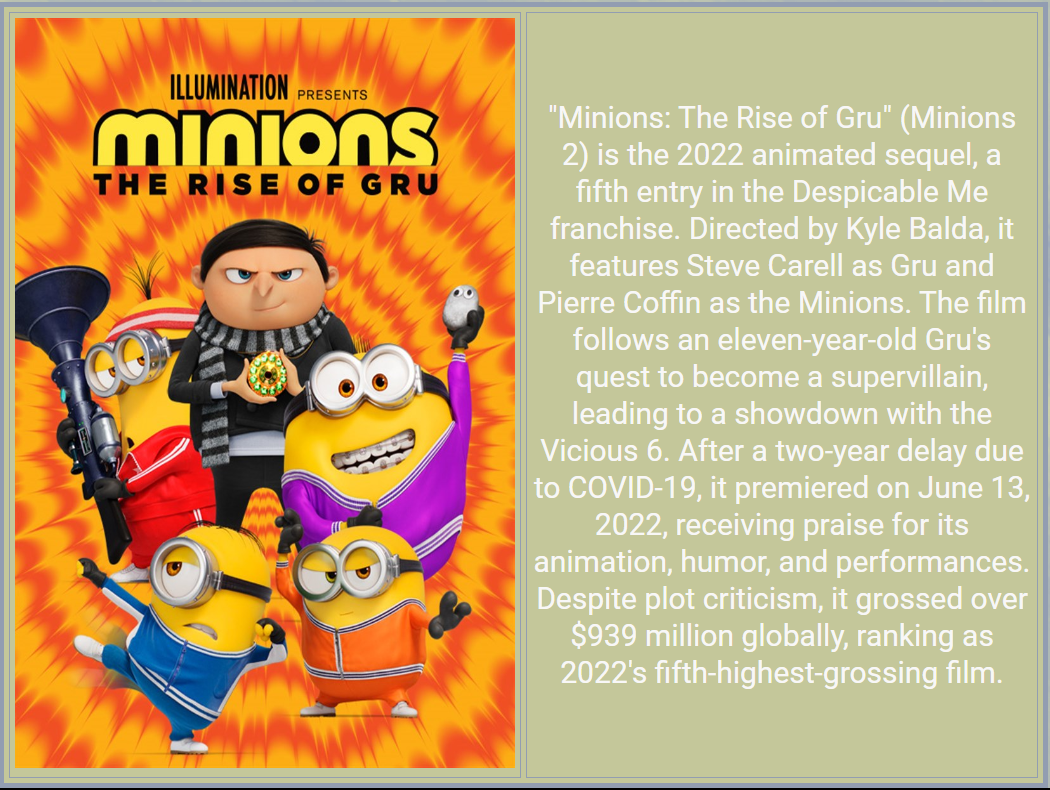 ILLUMINATION PRESENTS
minions
THE RISE OF GRU
"Minions: The Rise of Gru" (Minions
2) is the 2022 animated sequel, a
fifth entry in the Despicable Me
franchise. Directed by Kyle Balda, it
features Steve Carell as Gru and
Pierre Coffin as the Minions. The film
follows an eleven-year-old Gru's
quest to become a supervillain,
leading to a showdown with the
Vicious 6. After a two-year delay due
to COVID-19, it premiered on June 13,
2022, receiving praise for its
animation, humor, and performances.
Despite plot criticism, it grossed over
$939 million globally, ranking as
2022's fifth-highest-grossing film.